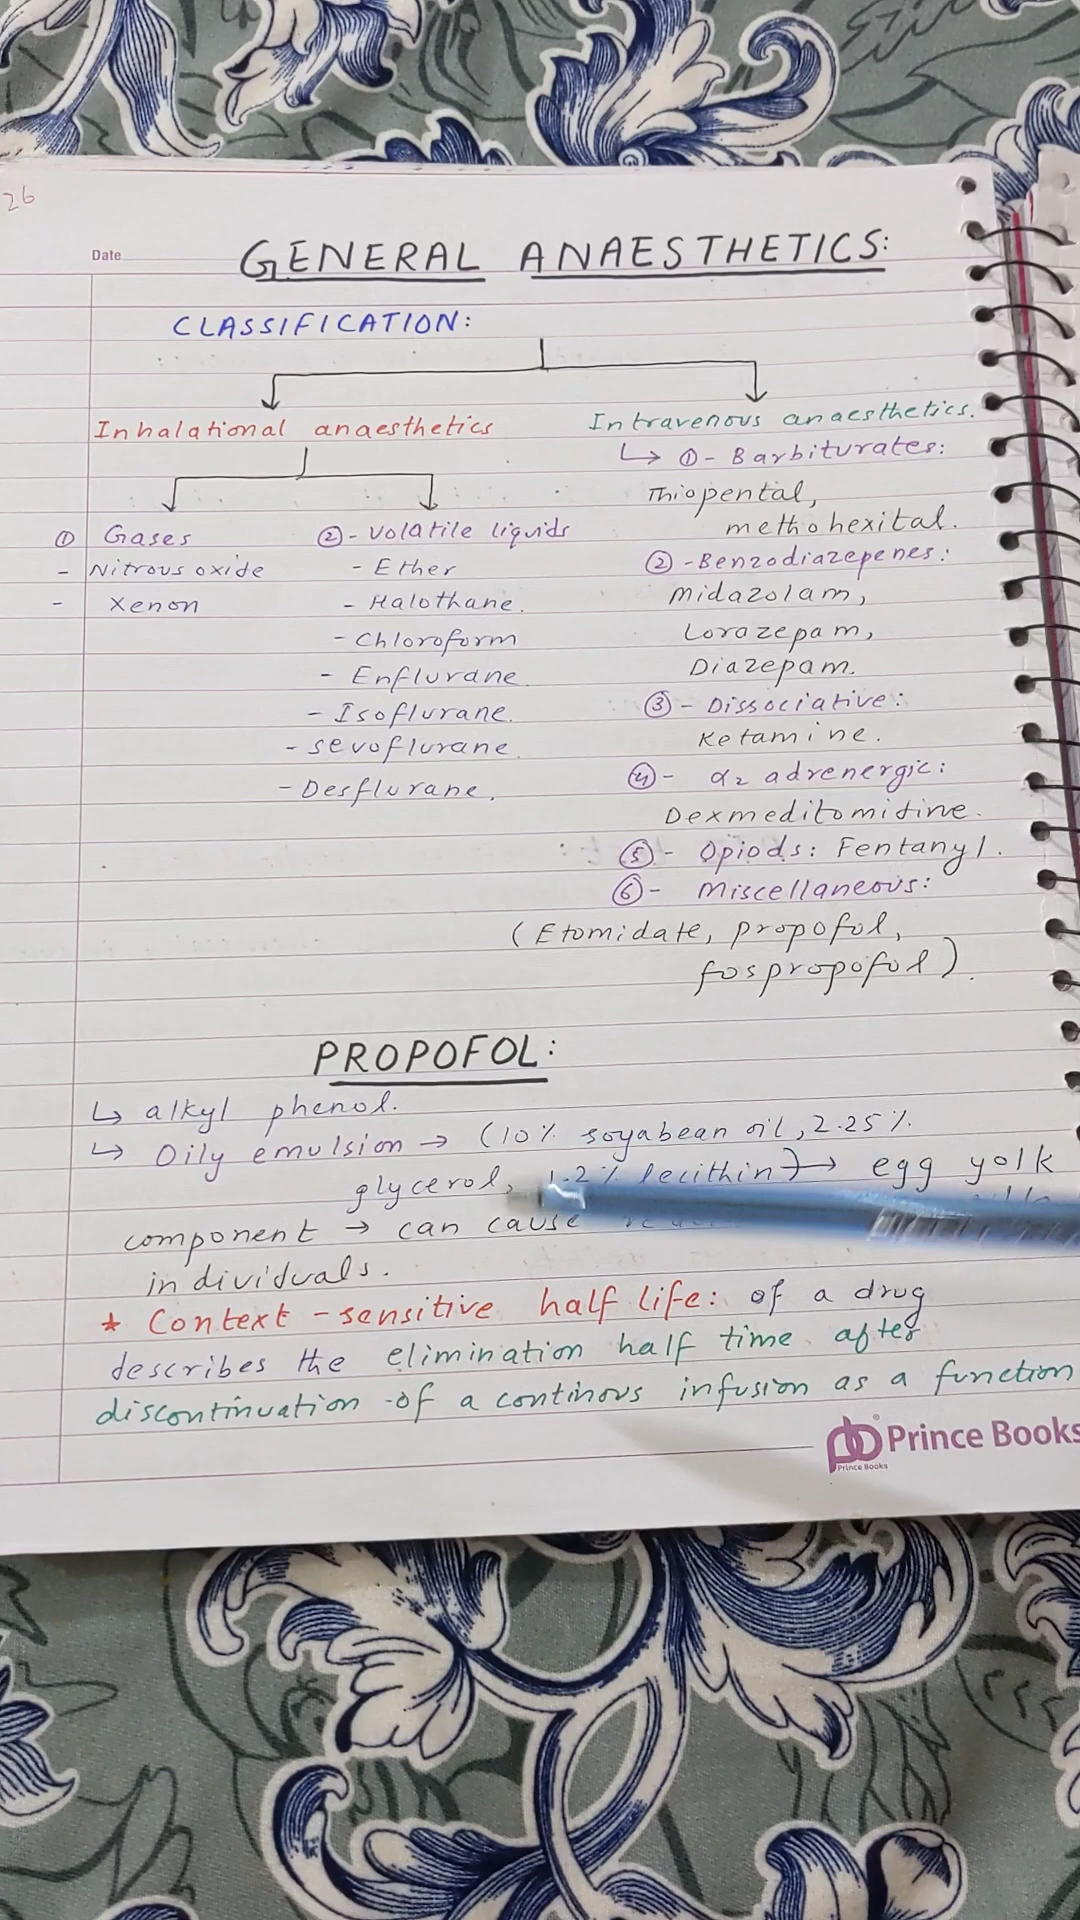 26
Date
GENERAL ANAESTHETICS:
CLASSIFICATION:
Inhalational anaesthetics
① Gases
- Nitrous oxide
- Xenon
②- Volatile liquids
- Ether
- Halothane.
- Chloroform
- Enflurane
- Isoflurane.
- sevoflurane
- Desflurane.
Intravenous anaesthetics.
↳ ①- Barbiturates:
Thiopental,
methohexital.
② -Benzodiazepenes:
midazolam,
Lorazepam,
Diazepam.
③ - Dissociative:
Ketamine.
④- α2 adrenergic:
Dexmeditomidine.
⑤- Opiods: Fentanyl.
⑥- Miscellaneous:
(Etomidate, propofol,
fospropofol).
PROPOFOL:
↳ alkyl phenol.
↳ Oily emulsion → (10% soyabean oil, 2.25%
glycerol, 1.2% lecithin) → egg yolk
component → can cause
individuals.
* Context-sensitive half life: of a drug
describes the elimination half time after
discontinuation of a continous infusion as a function
Prince Books
Prince Books